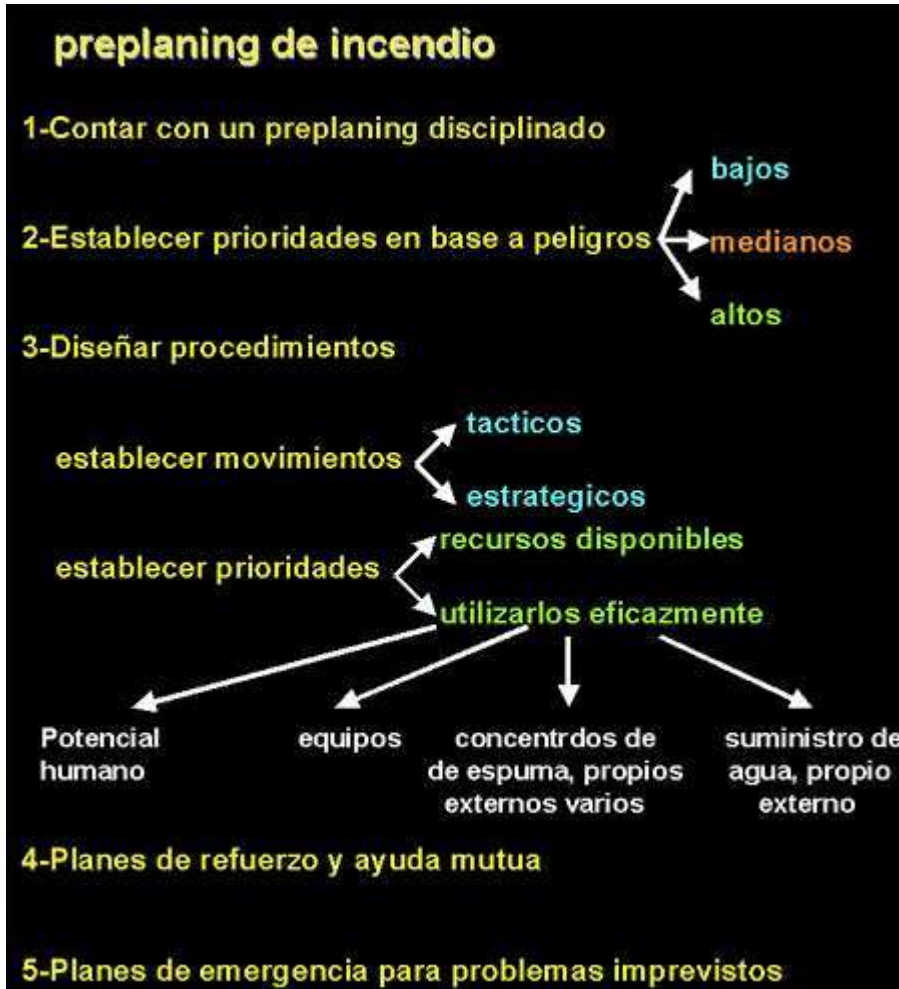 preplaning de incendio
1-Contar con un preplaning disciplinado
bajos
2-Establecer prioridades en base a peligros
medianos
altos
3-Diseñar procedimientos
tacticos
establecer movimientos
estrategicos
recursos disponibles
establecer prioridades
utilizarlos eficazmente
Potencial
humano
equipos
concentrdos de
de espuma, propios
externos varios
suministro de
agua, propio
externo
4-Planes de refuerzo y ayuda mutua
5-Planes de emergencia para problemas imprevistos